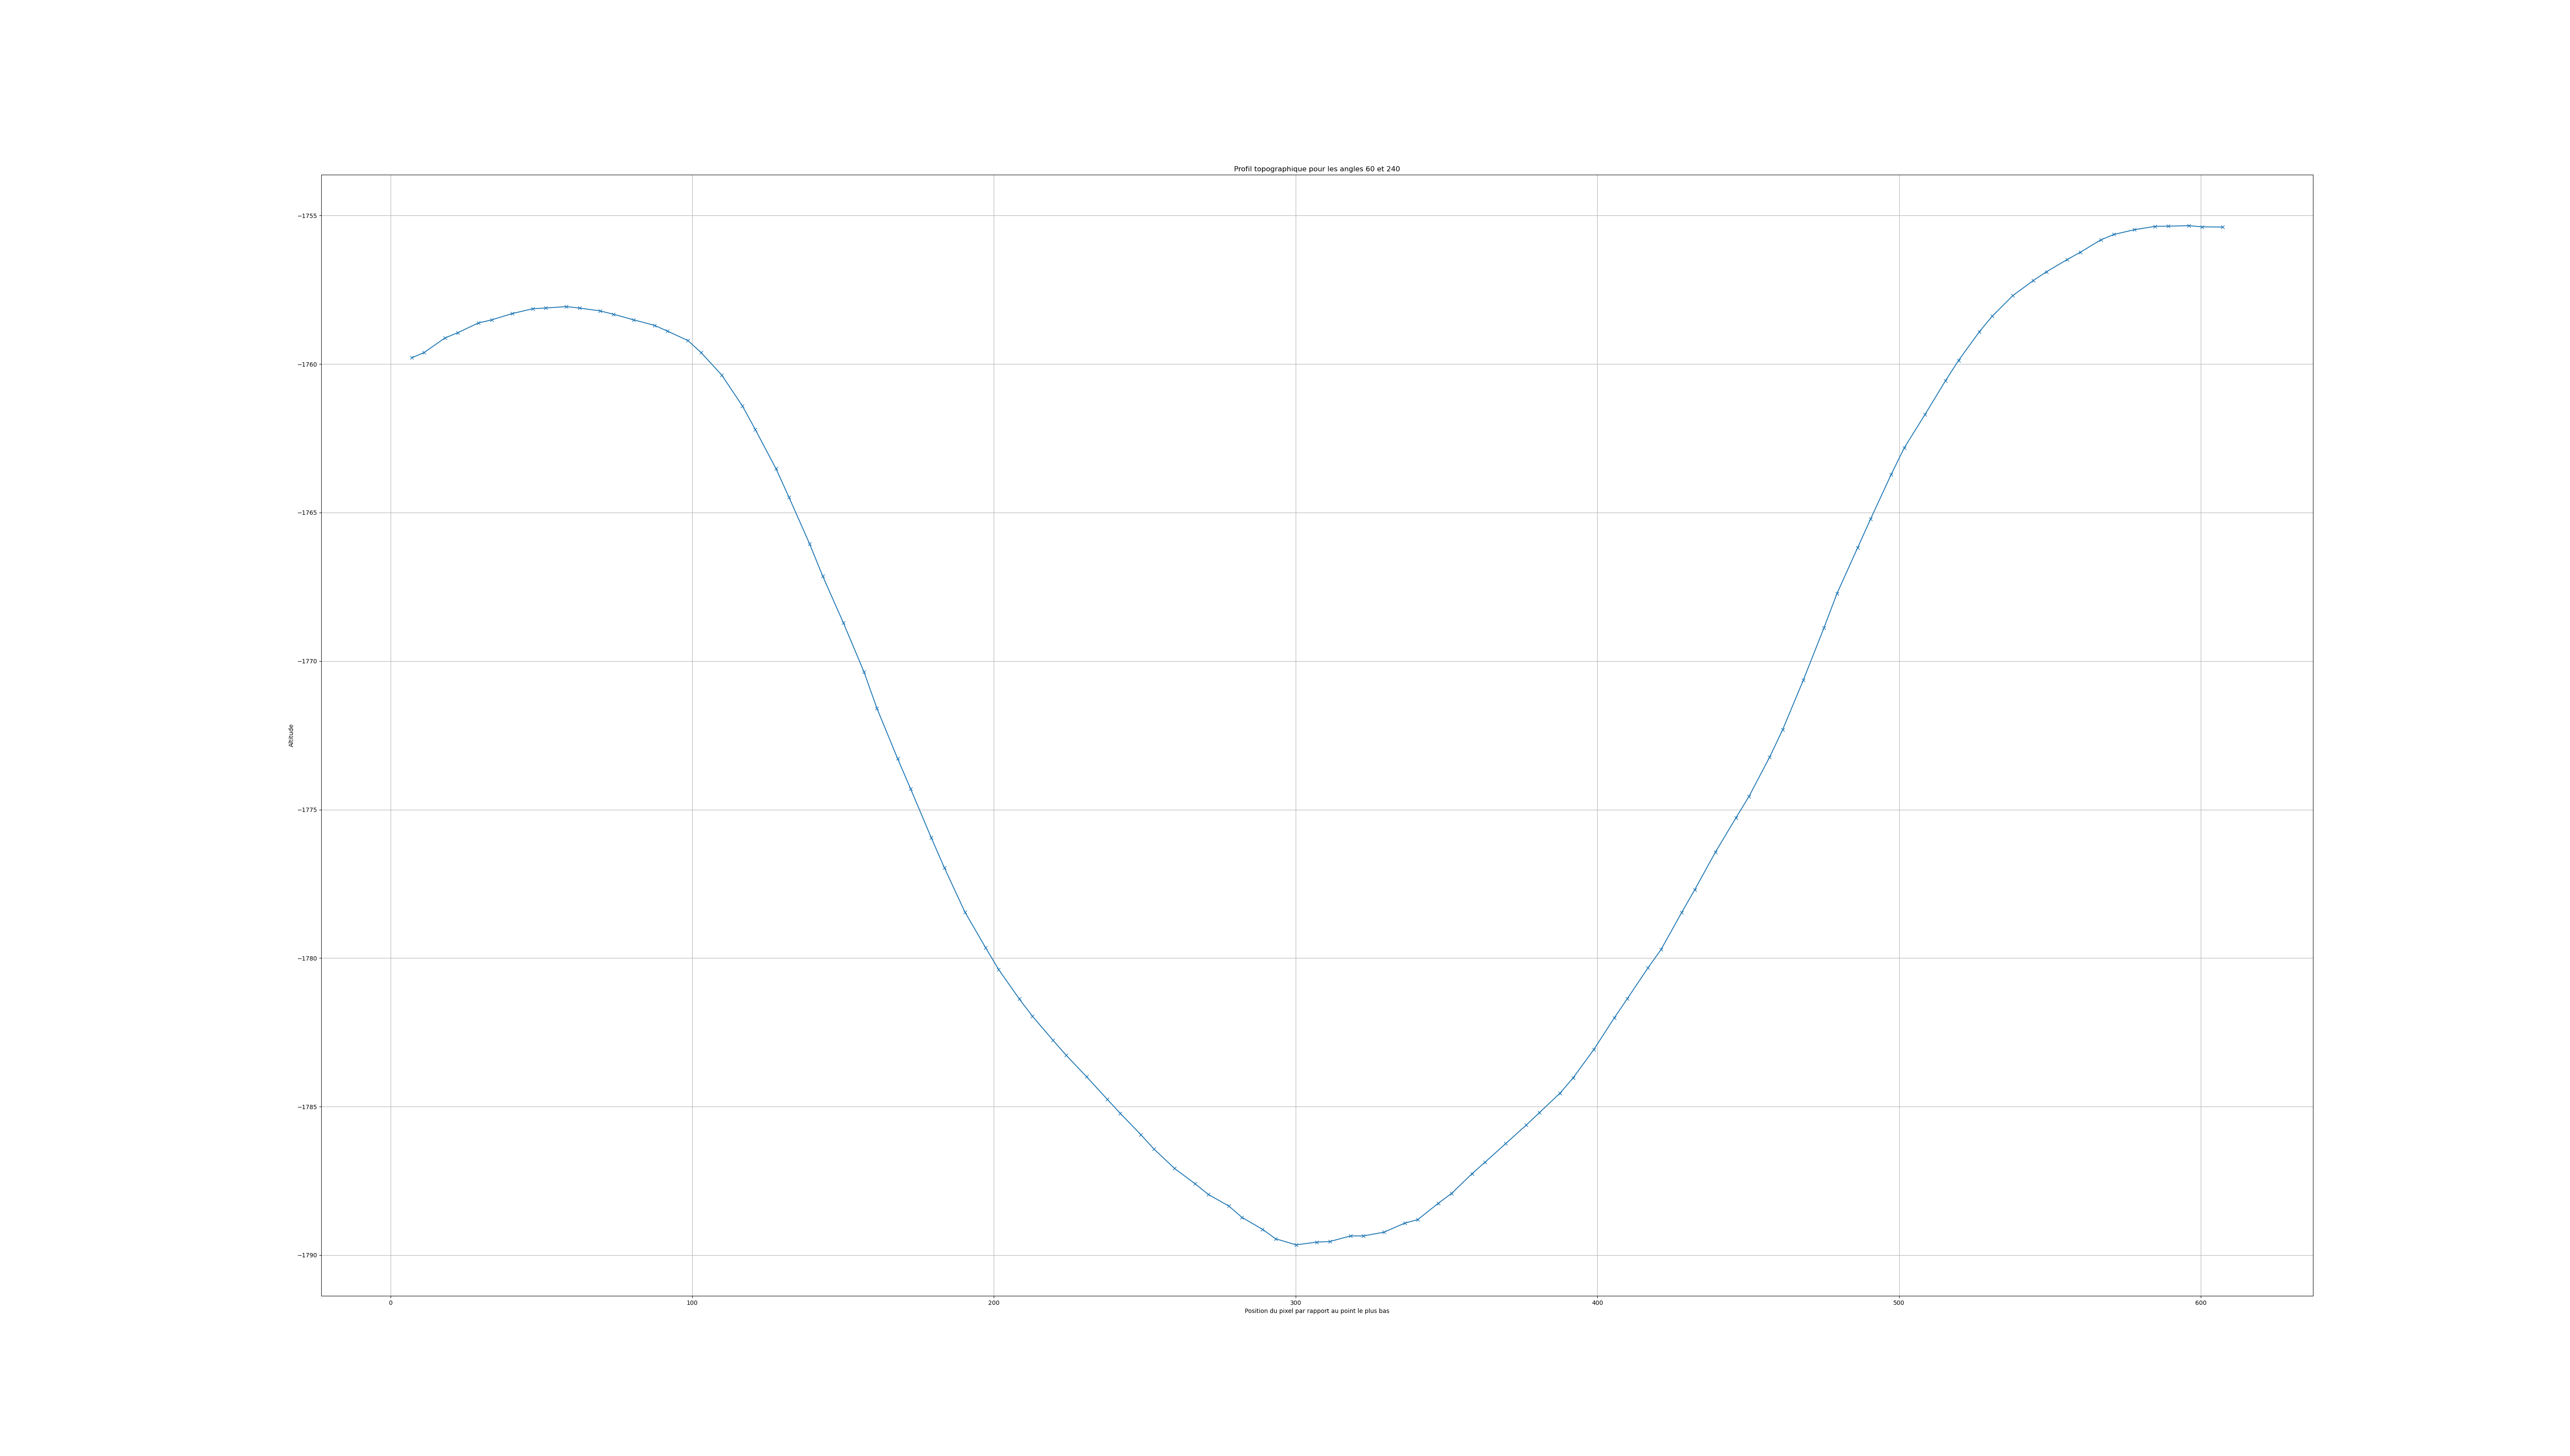 Profil topographique pour les angles 60 et 240
−1755
−1760
−1765
−1770
−1775
−1780
−1785
−1790
Altitude
0 100 200 300 400 500 600
Position du pixel par rapport au point le plus bas